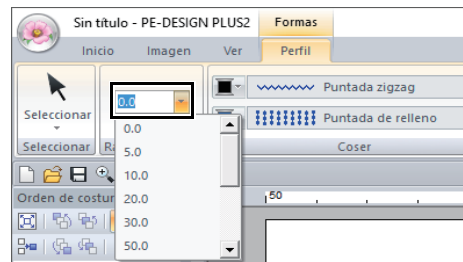 Sin título - PE-DESIGN PLUS2 Formas
Inicio Imagen Ver Perfil
0.0 Puntada zigzag
Seleccionar Puntada de relleno
Seleccionar Ra Coser
0.0
5.0
10.0
20.0
30.0
50.0
Orden de costur 50